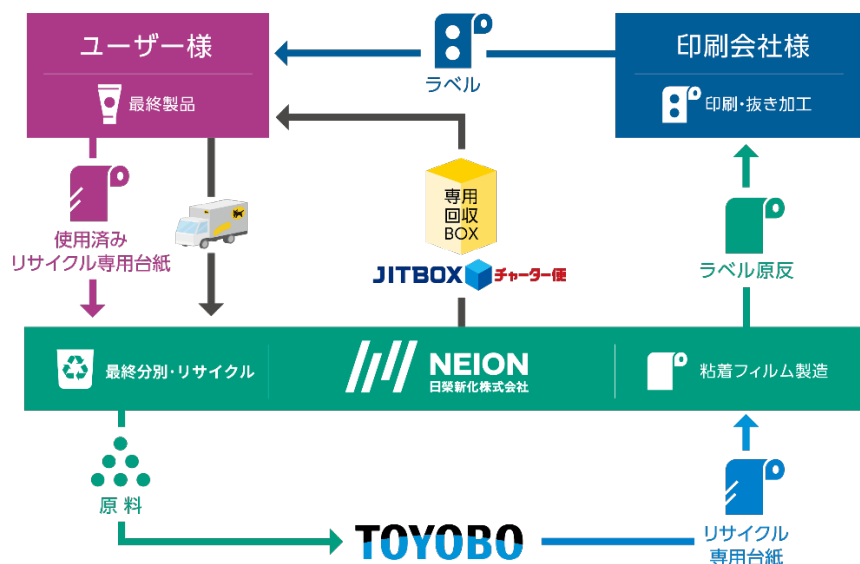 ユーザー様
最終製品
ラベル
印刷会社様
印刷・抜き加工
使用済み
リサイクル専用台紙
専用
回収
BOX
JITBOX チャーター便
ラベル原反
最終分別・リサイクル
NEION
日榮新化株式会社
粘着フィルム製造
原料
TOYOBO
リサイクル
専用台紙